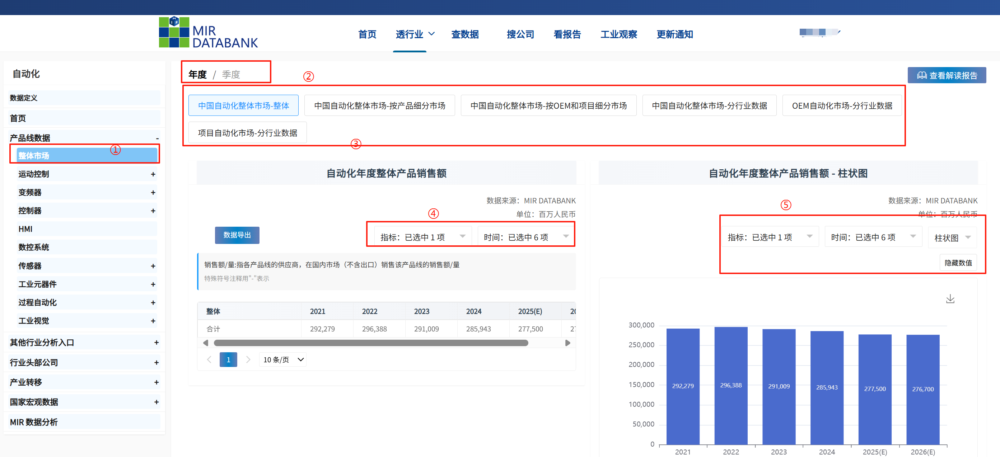 MIR
MIR
DATABANK
首页
透行业
查数据
搜公司
看报告
工业观察
更新通知
自动化
数据定义
首页
产品线数据 -
①
整体市场
运动控制 +
变频器 +
控制器 +
HMI
数控系统
传感器 +
工业元器件 +
过程自动化 +
工业视觉 +
其他行业分析入口 +
行业头部公司 +
产业转移 +
国家宏观数据 +
MIR 数据分析
年度 / 季度
②
查看解读报告
中国自动化整体市场-整体
中国自动化整体市场-按产品细分市场
中国自动化整体市场-按OEM和项目细分市场
中国自动化整体市场-分行业数据
OEM自动化市场-分行业数据
项目自动化市场-分行业数据
③
自动化年度整体产品销售额
数据来源：MIR DATABANK
单位：百万人民币
④
数据导出
指标：已选中 1 项
时间：已选中 6 项
销售额/量:指各产品线的供应商，在国内市场（不含出口）销售该产品线的销售额/量
特殊符号注释用"-"表示
整体 2021 2022 2023 2024 2025(E) 20
合计 292,279 296,388 291,009 285,943 277,500 27
1
10 条/页
自动化年度整体产品销售额 - 柱状图
数据来源：MIR DATABANK
⑤
单位：百万人民币
指标：已选中 1 项
时间：已选中 6 项
柱状图
隐藏数值
300,000
250,000
200,000
150,000
100,000
50,000
0
292,279
296,388
291,009
285,943
277,500
276,700
2021
2022
2023
2024
2025(E)
2026(E)